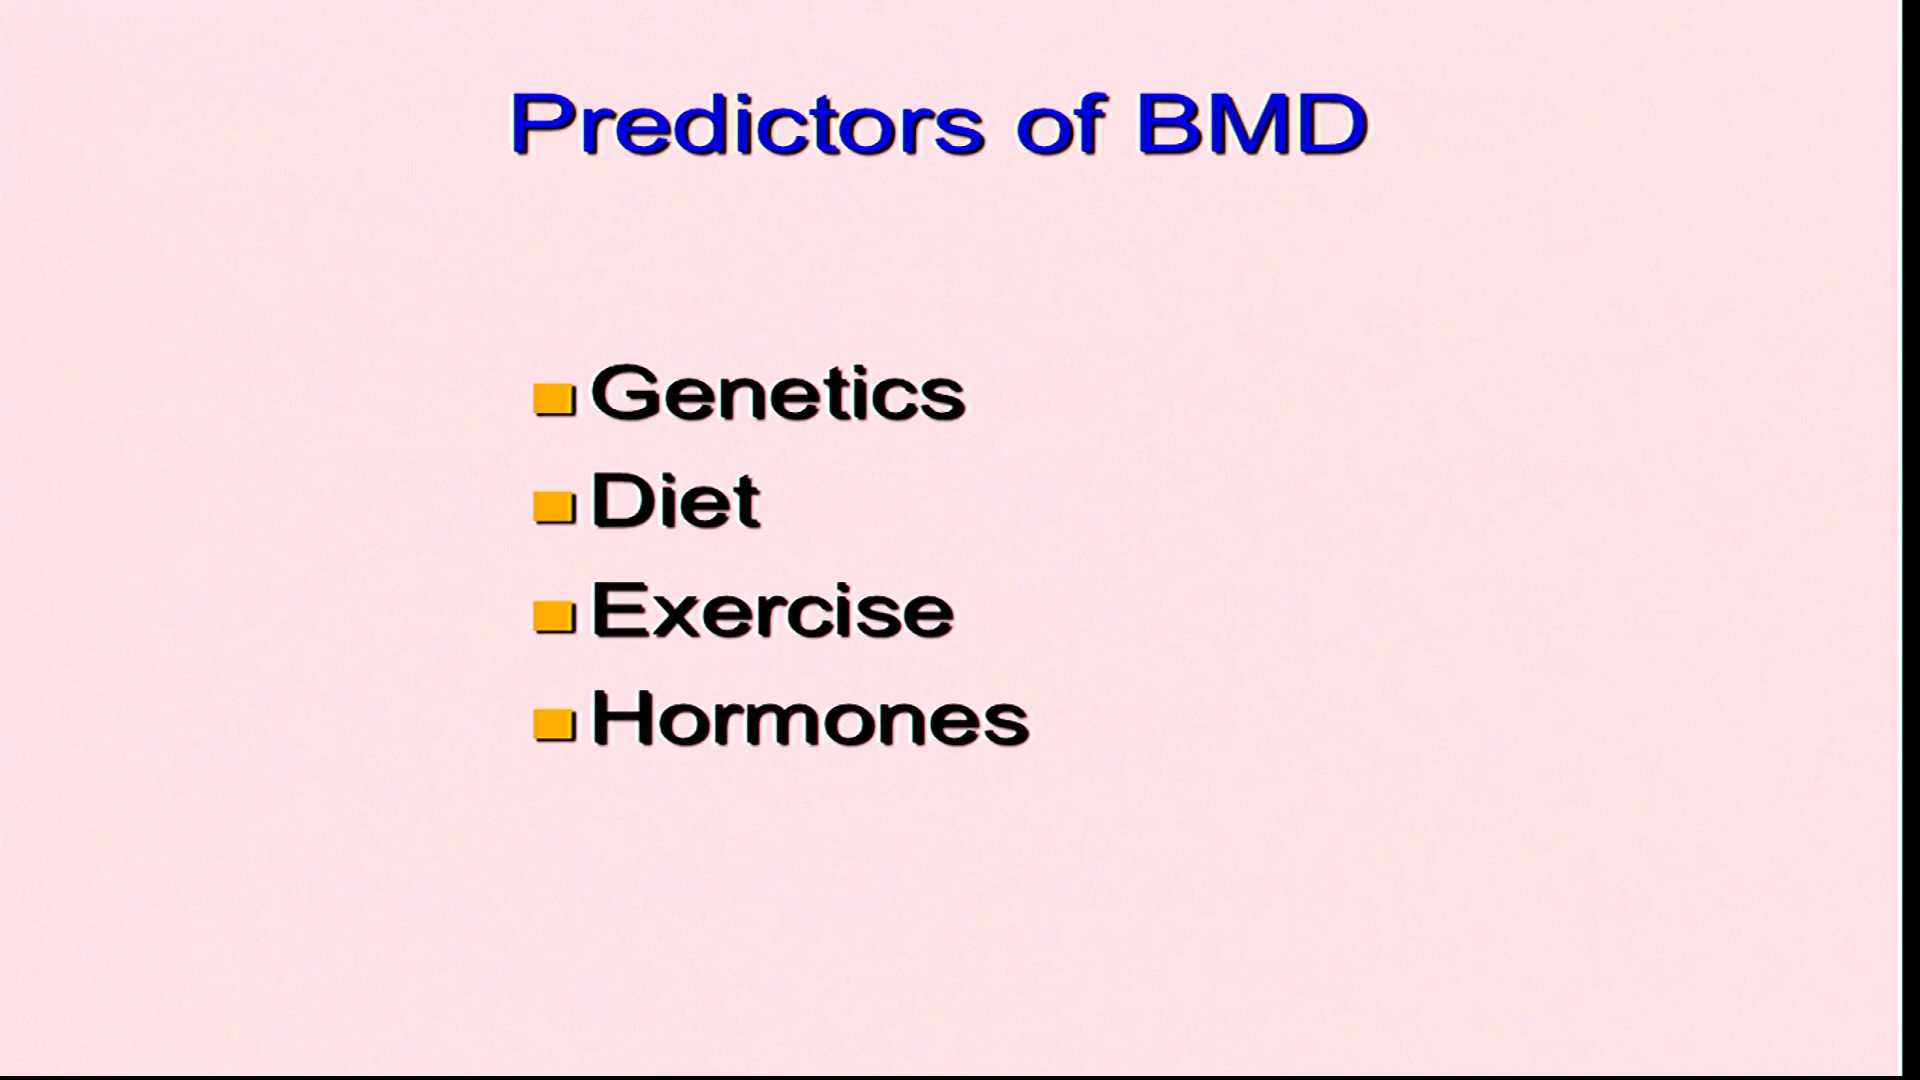 Predictors of BMD
Genetics
Diet
Exercise
Hormones